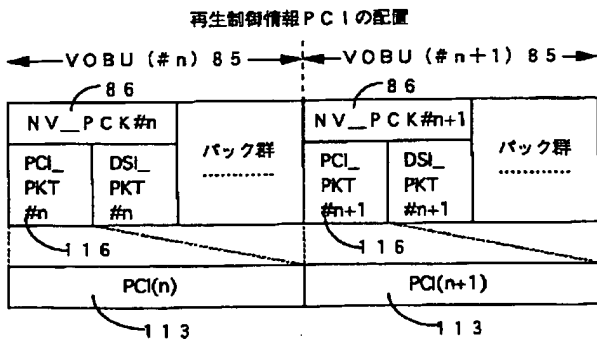 再生制御情報PCIの配置
VOBU(#n)85 VOBU(#n+1)85
86 86
NV_PCK#n パック群 NV_PCK#n+1 パック群
PCI_ DSI_ ............ PCI_ DSI_ ............
PKT PKT PKT PKT
#n #n #n+1 #n+1
116 116
PCI(n) PCI(n+1)
113 113